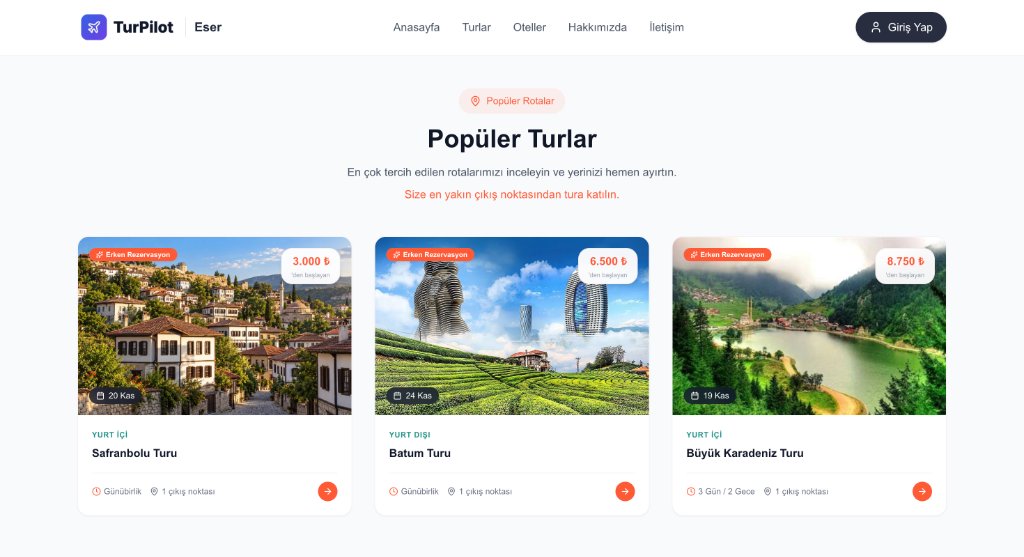 TurPilot Eser
Anasayfa Turlar Oteller Hakkımızda İletişim
Giriş Yap
Popüler Rotalar
Popüler Turlar
En çok tercih edilen rotalarımızı inceleyin ve yerinizi hemen ayırtın.
Size en yakın çıkış noktasından tura katılın.
Erken Rezervasyon
3.000 ₺
'den başlayan
20 Kas
YURT İÇİ
Safranbolu Turu
Günübirlik 1 çıkış noktası
Erken Rezervasyon
6.500 ₺
'den başlayan
24 Kas
YURT DIŞI
Batum Turu
Günübirlik 1 çıkış noktası
Erken Rezervasyon
8.750 ₺
'den başlayan
19 Kas
YURT İÇİ
Büyük Karadeniz Turu
3 Gün / 2 Gece 1 çıkış noktası